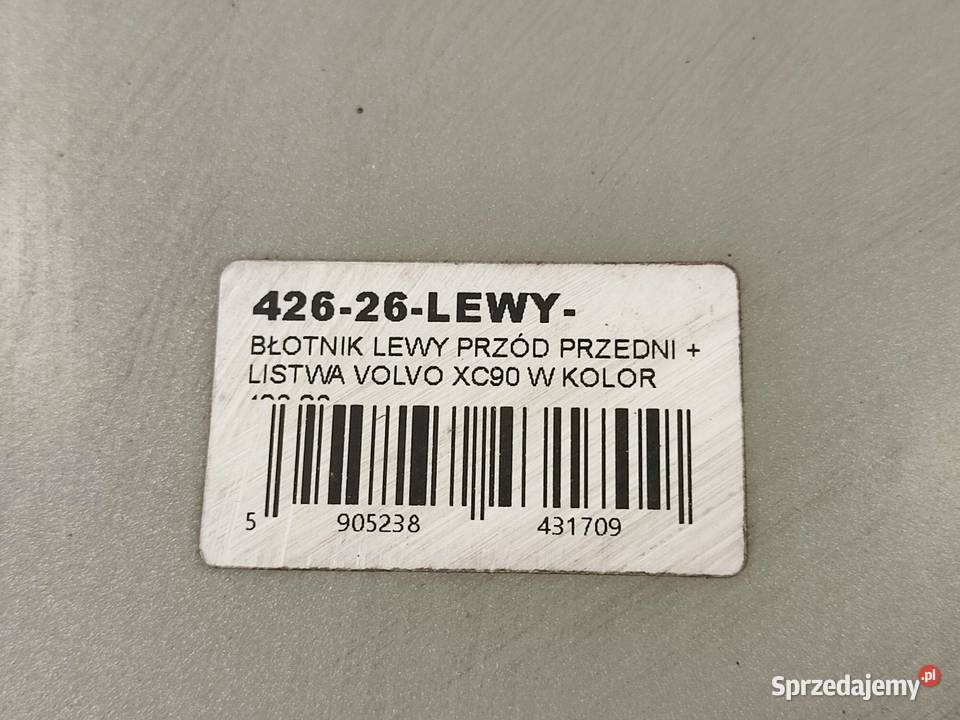 426-26-LEWY-
BŁOTNIK LEWY PRZÓD PRZEDNI +
LISTWA VOLVO XC90 W KOLOR
5 905238 431709
Sprzedajemy.pl